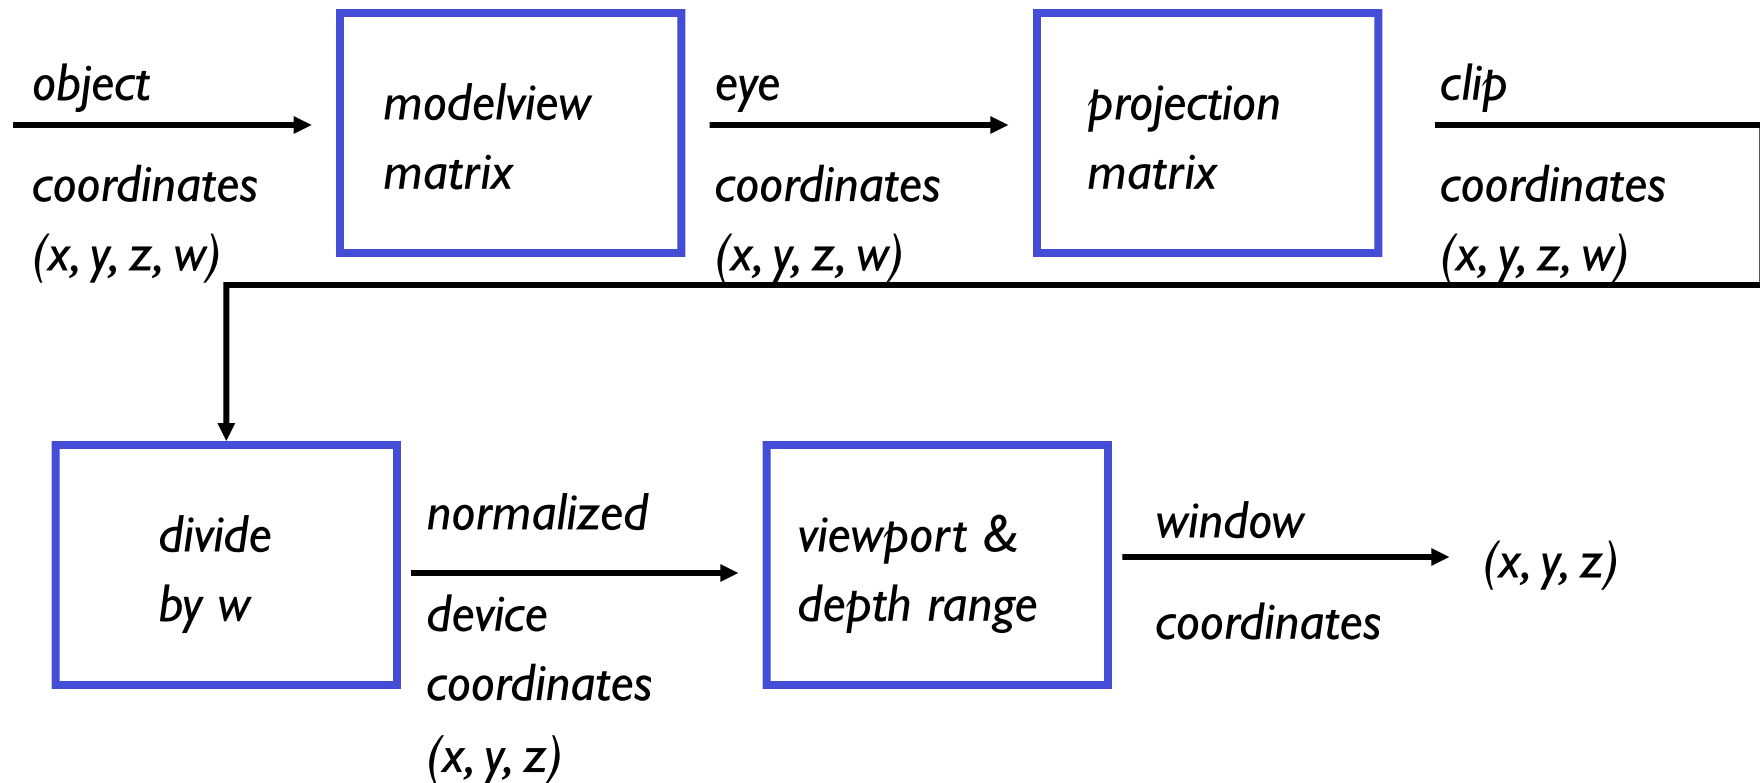 object
coordinates
(x, y, z, w)
modelview
matrix
eye
coordinates
(x, y, z, w)
projection
matrix
clip
coordinates
(x, y, z, w)
divide
by w
normalized
device
coordinates
(x, y, z)
viewport &
depth range
window
coordinates
(x, y, z)